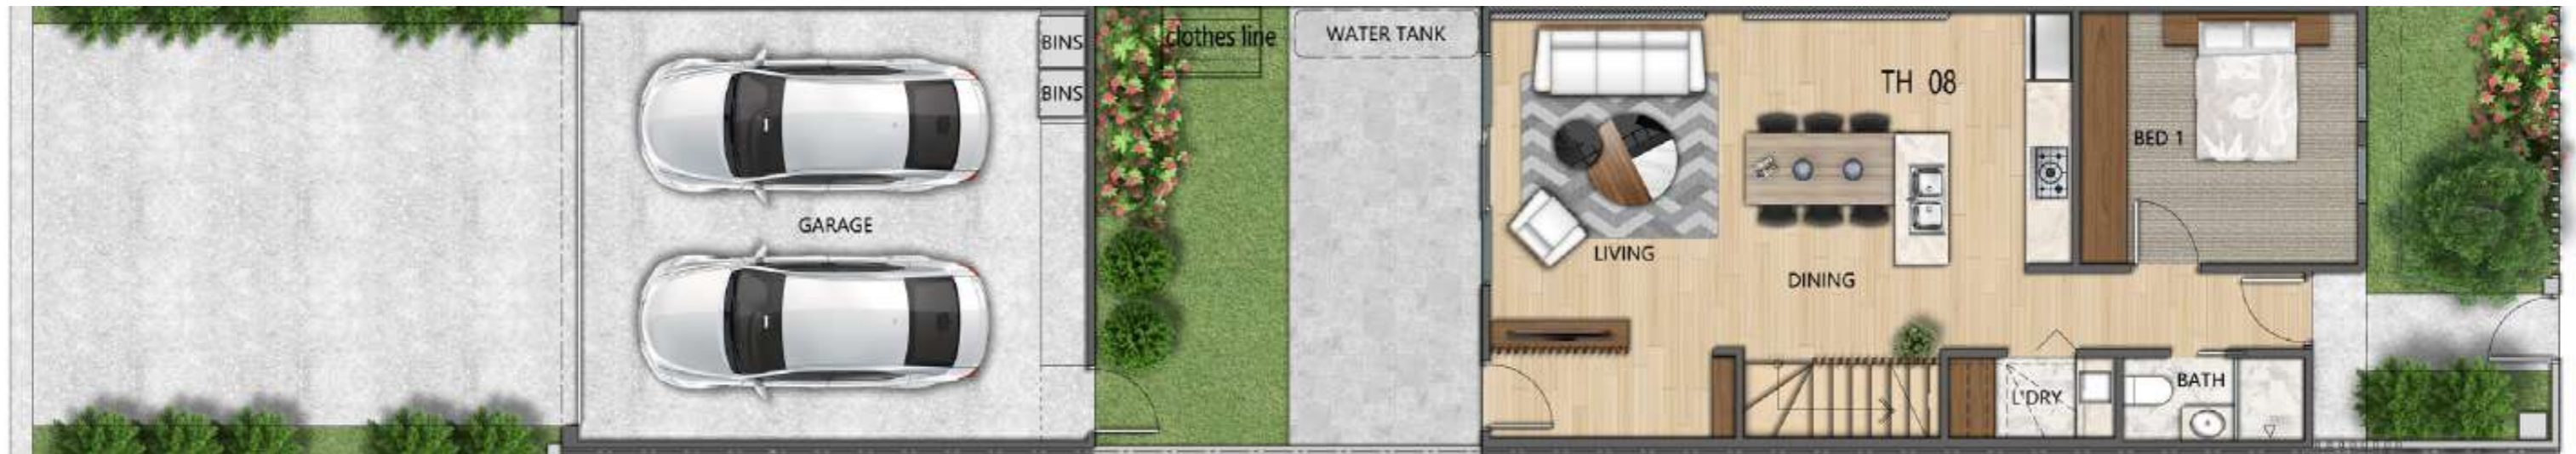 BINS
BINS
GARAGE
clothes line
WATER TANK
LIVING
DINING
TH 08
BED 1
L'DRY
BATH